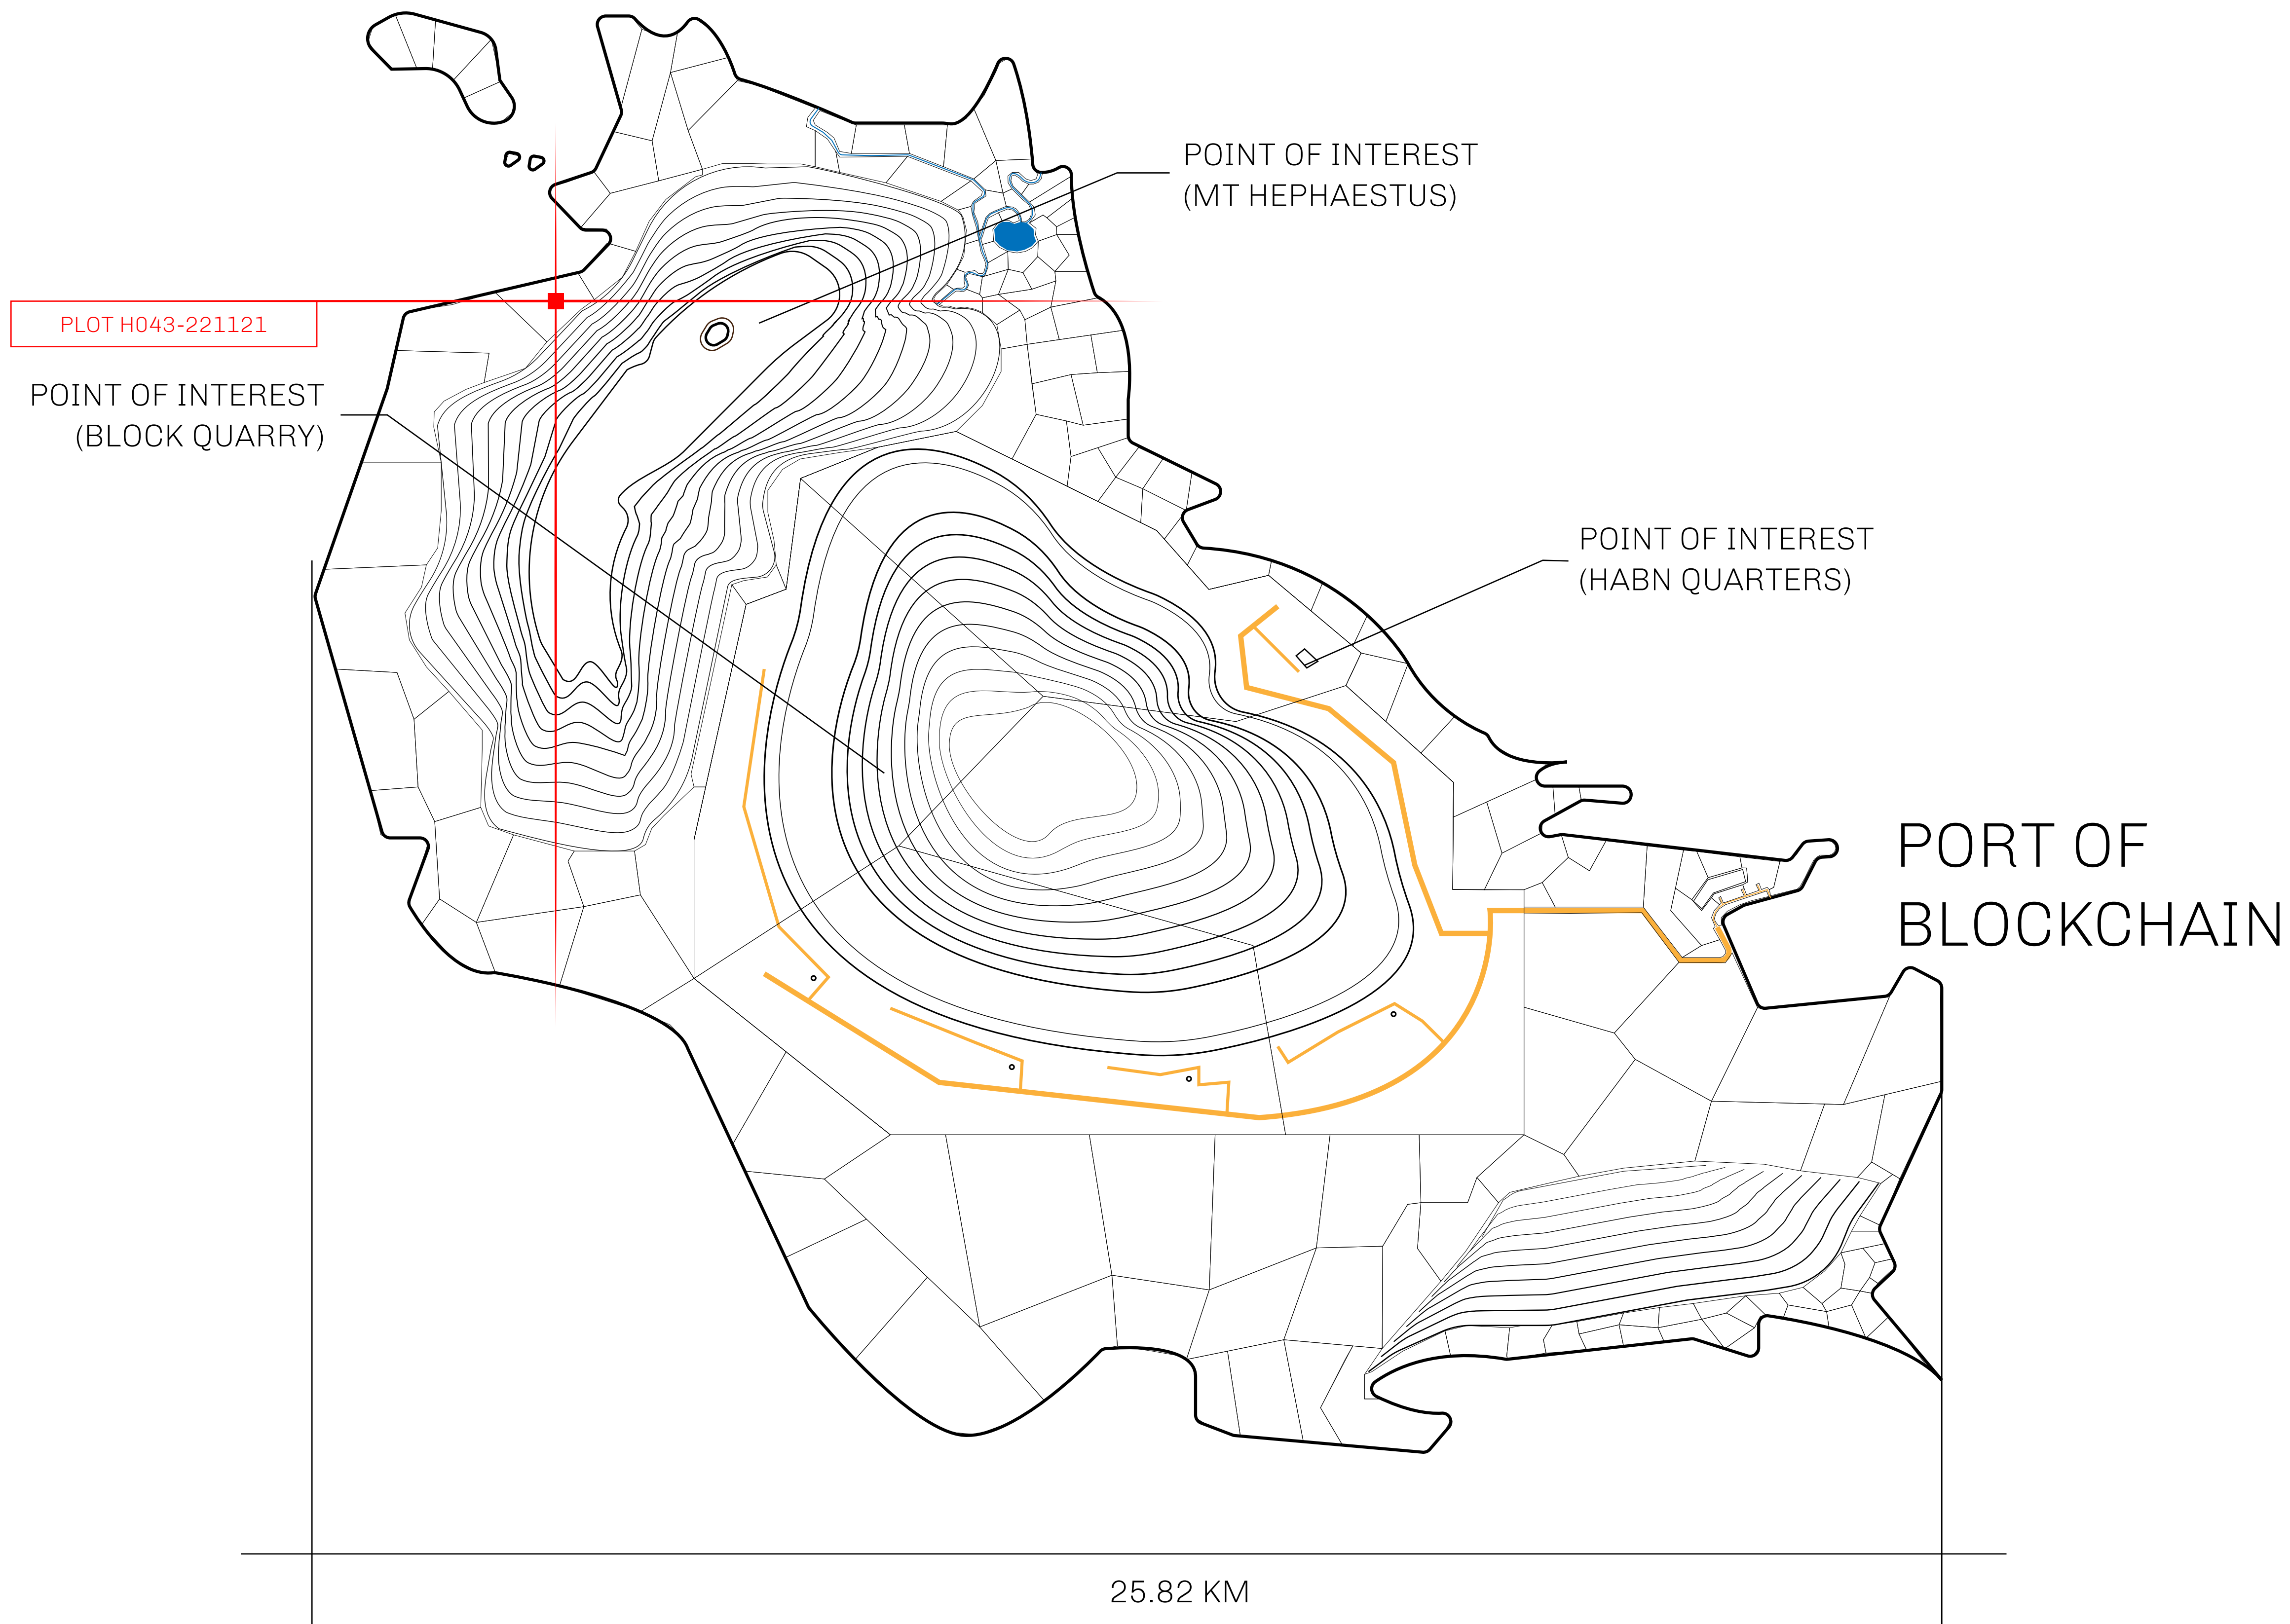 POINT OF INTEREST
(MT HEPHAESTUS)
PLOT H043-221121
POINT OF INTEREST
(BLOCK QUARRY)
POINT OF INTEREST
(HABN QUARTERS)
PORT OF
BLOCKCHAIN
25.82 KM